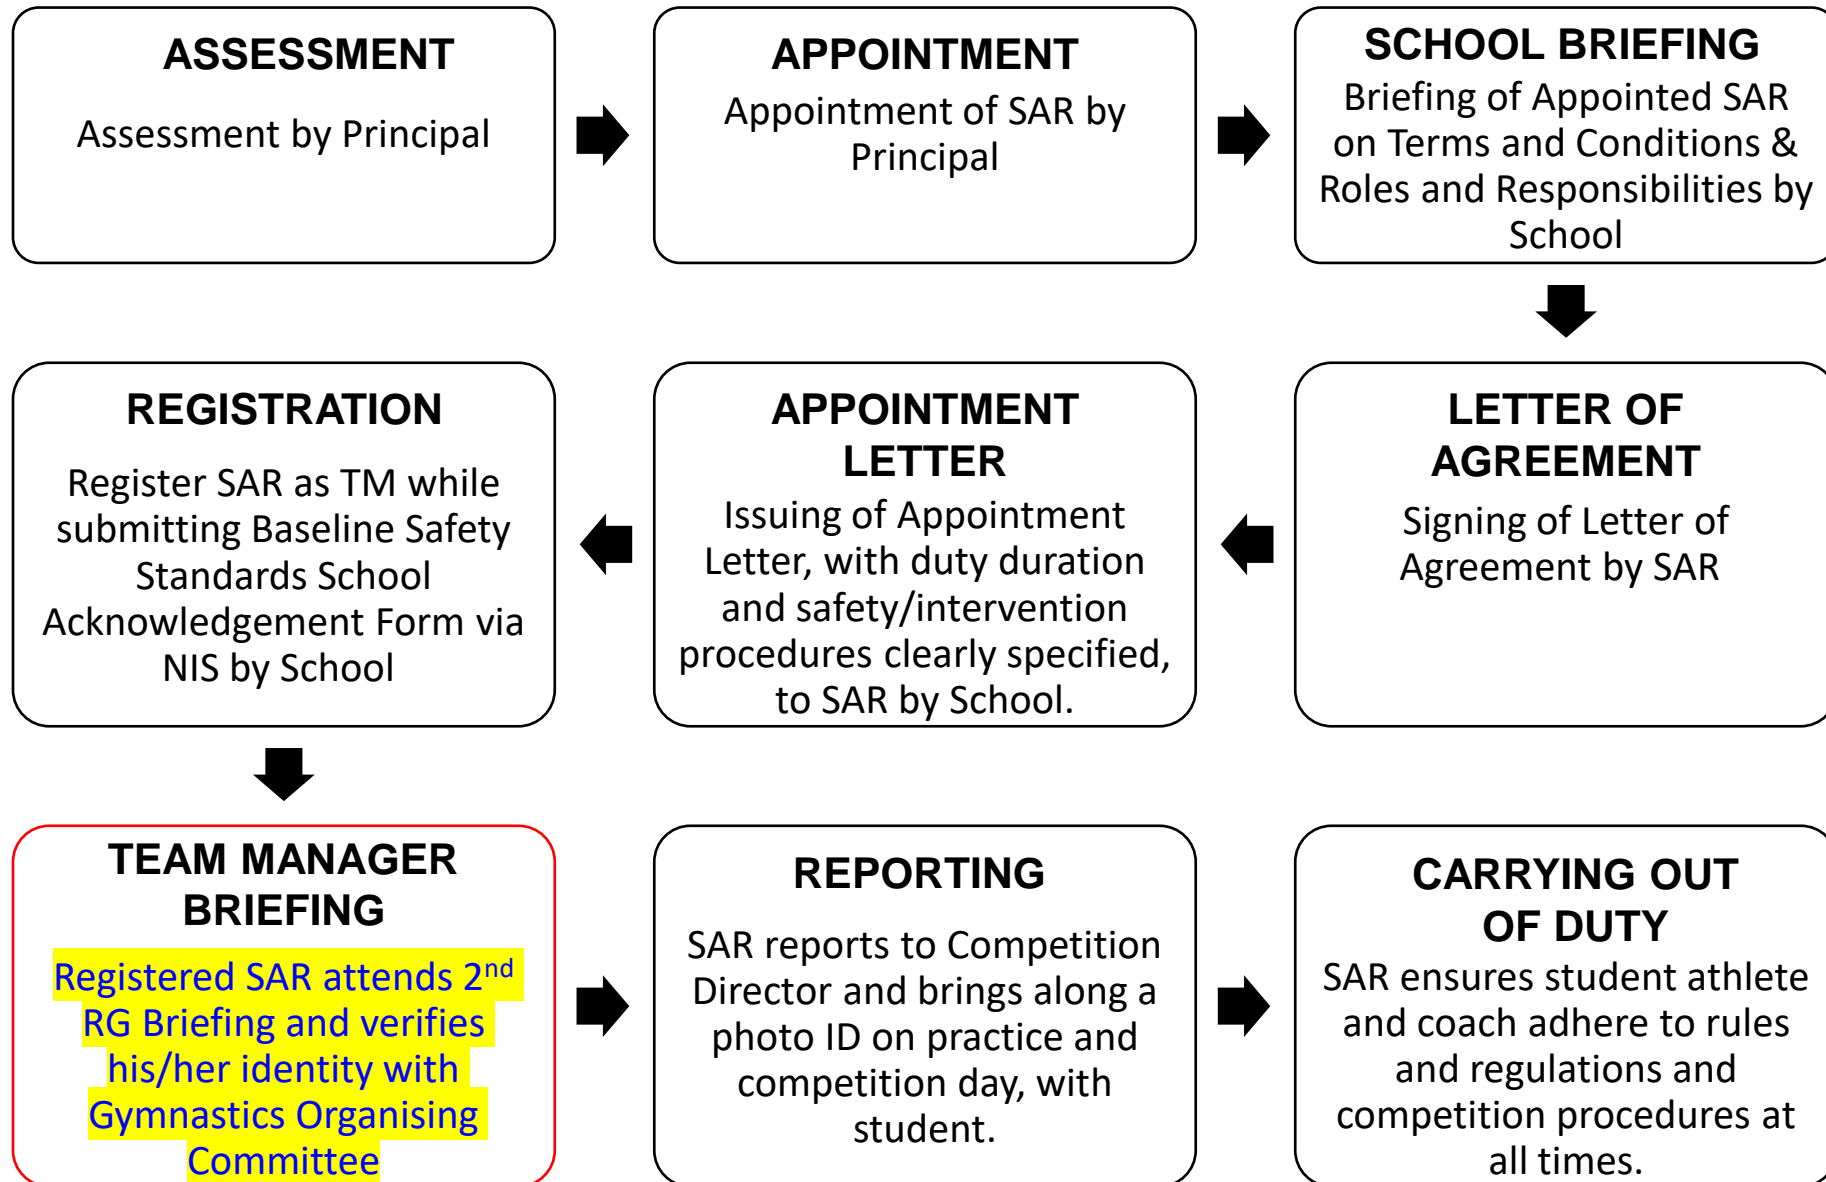 ASSESSMENT
Assessment by Principal
APPOINTMENT
Appointment of SAR by
Principal
SCHOOL BRIEFING
Briefing of Appointed SAR
on Terms and Conditions &
Roles and Responsibilities by
School
LETTER OF
AGREEMENT
Signing of Letter of
Agreement by SAR
APPOINTMENT
LETTER
Issuing of Appointment
Letter, with duty duration
and safety/intervention
procedures clearly specified,
to SAR by School.
REGISTRATION
Register SAR as TM while
submitting Baseline Safety
Standards School
Acknowledgement Form via
NIS by School
TEAM MANAGER
BRIEFING
Registered SAR attends 2nd
RG Briefing and verifies
his/her identity with
Gymnastics Organising
Committee
REPORTING
SAR reports to Competition
Director and brings along a
photo ID on practice and
competition day, with
student.
CARRYING OUT
OF DUTY
SAR ensures student athlete
and coach adhere to rules
and regulations and
competition procedures at
all times.